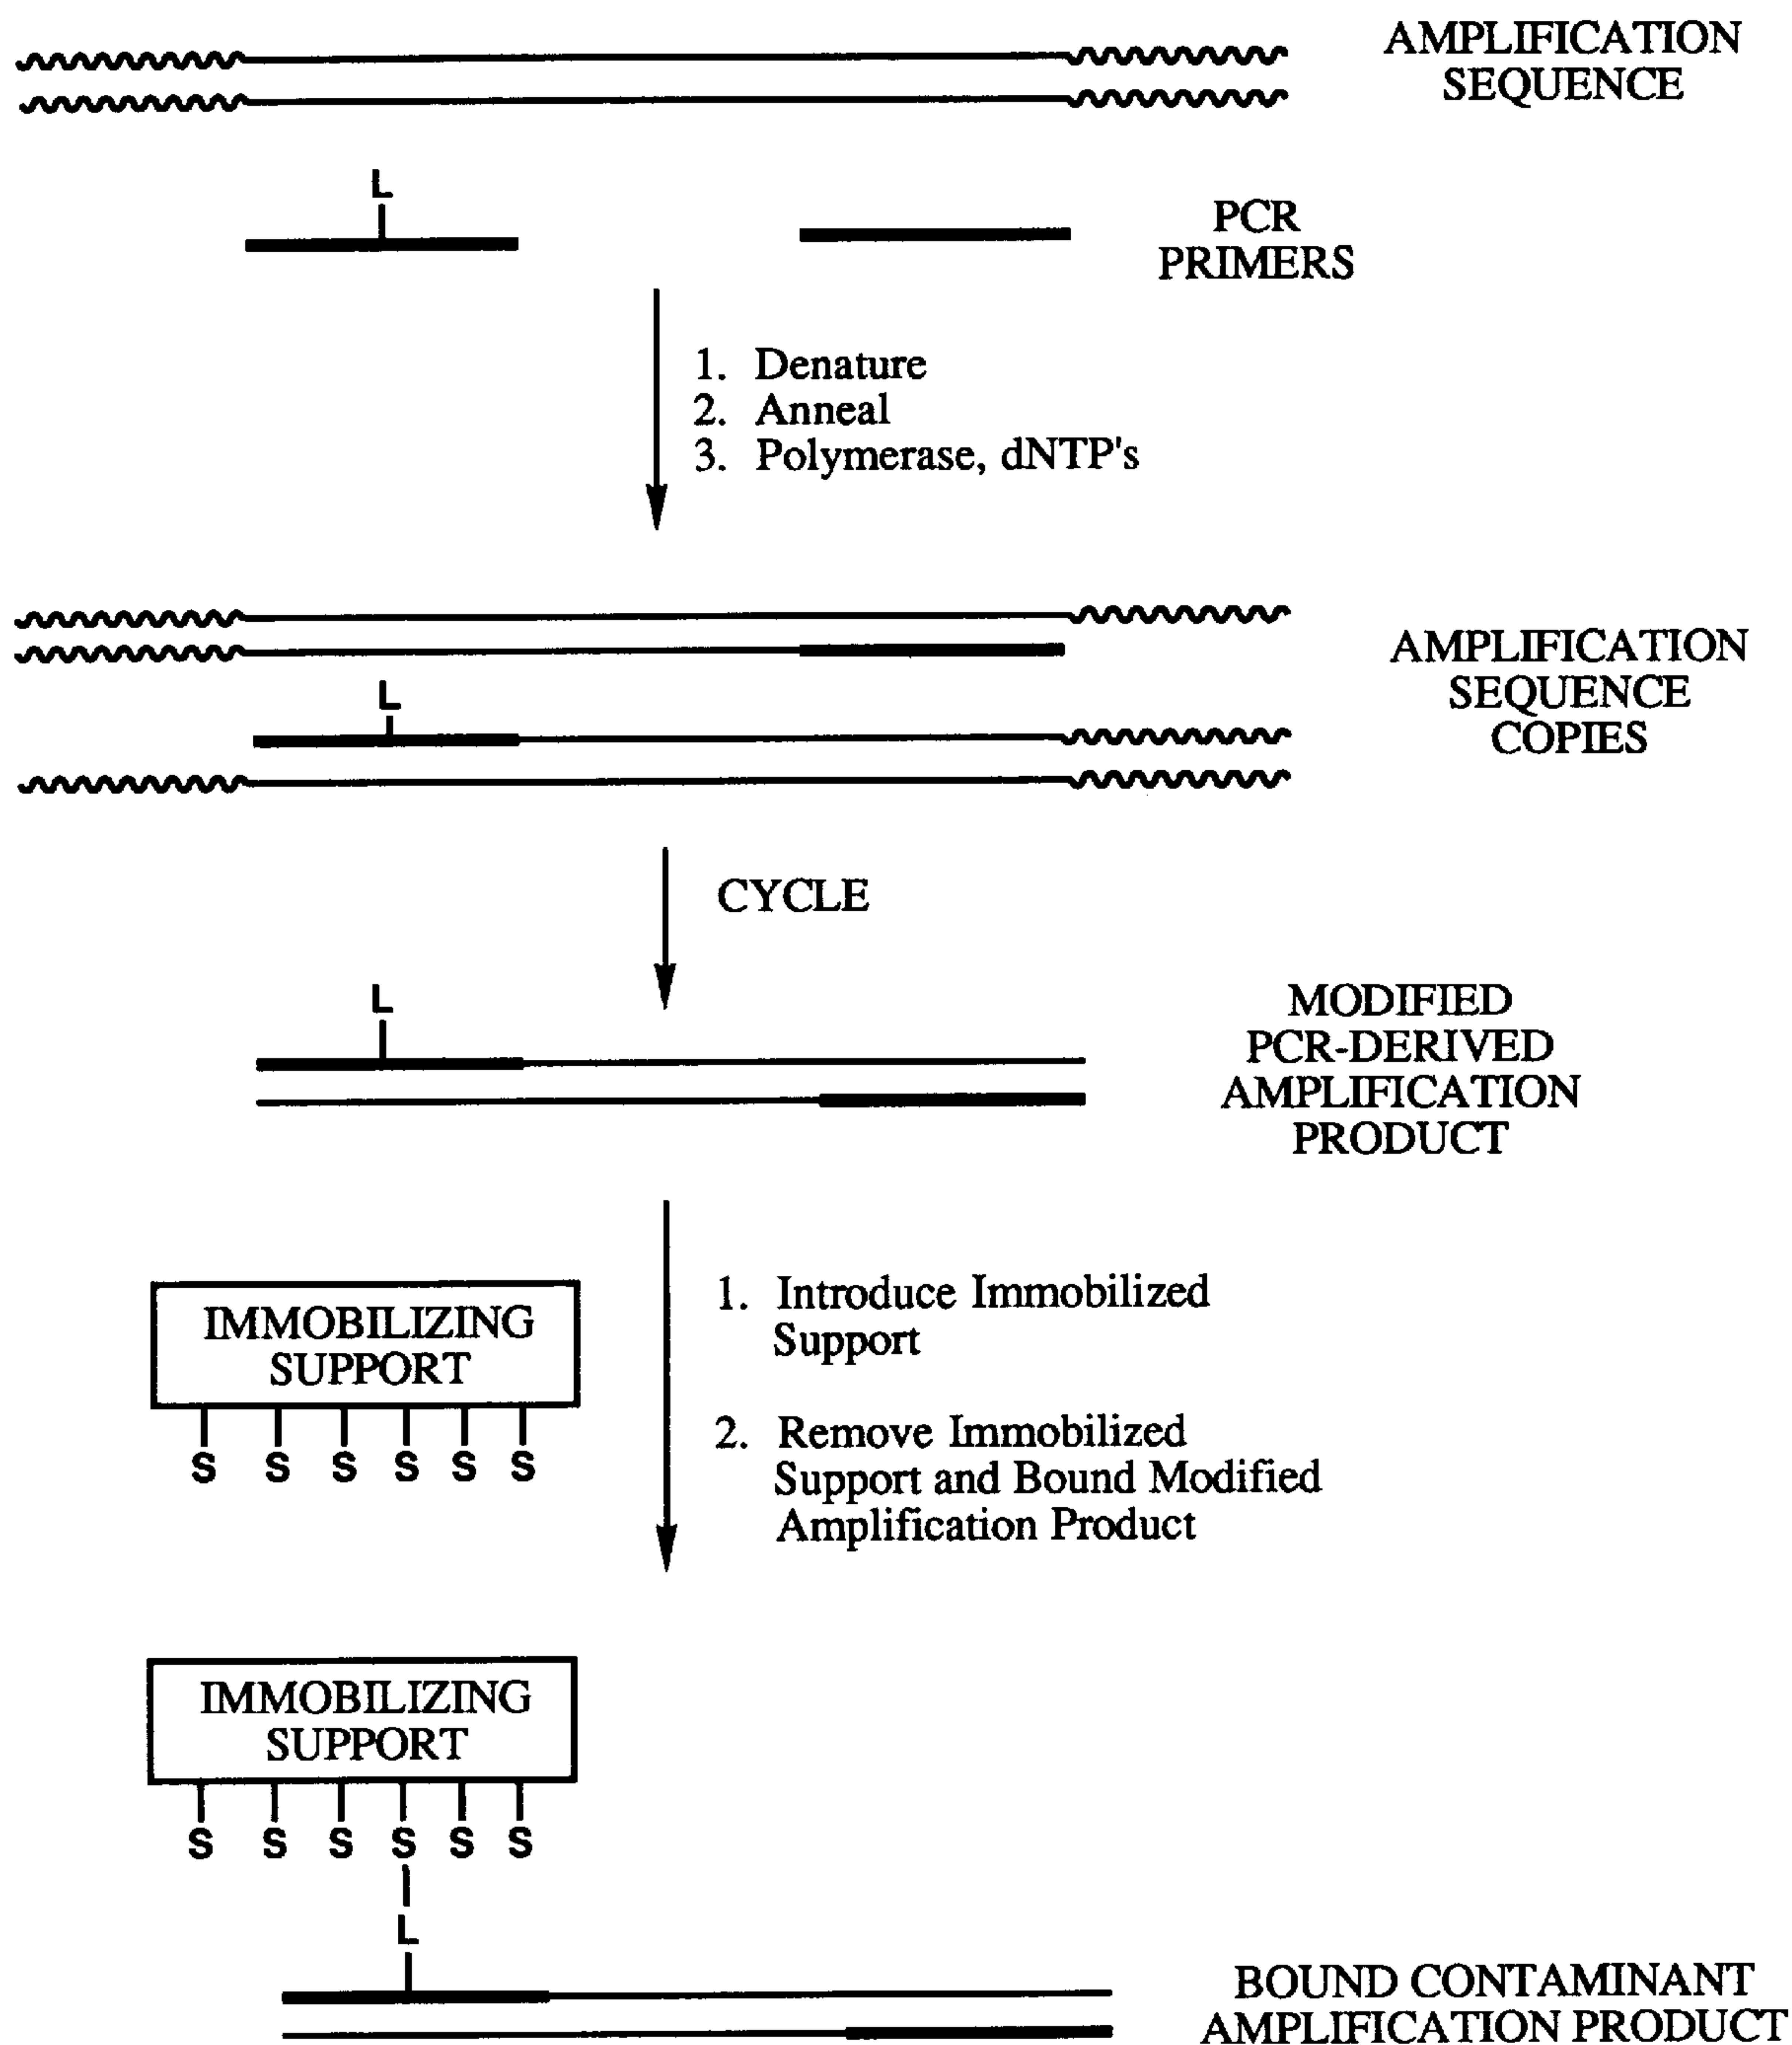 AMPLIFICATION
SEQUENCE
L
PCR
PRIMERS
1. Denature
2. Anneal
3. Polymerase, dNTP's
AMPLIFICATION
SEQUENCE
COPIES
L
CYCLE
L
MODIFIED
PCR-DERIVED
AMPLIFICATION
PRODUCT
IMMOBILIZING
SUPPORT
S S S S S S
1. Introduce Immobilized
Support
2. Remove Immobilized
Support and Bound Modified
Amplification Product
IMMOBILIZING
SUPPORT
S S S S S S
L
BOUND CONTAMINANT
AMPLIFICATION PRODUCT